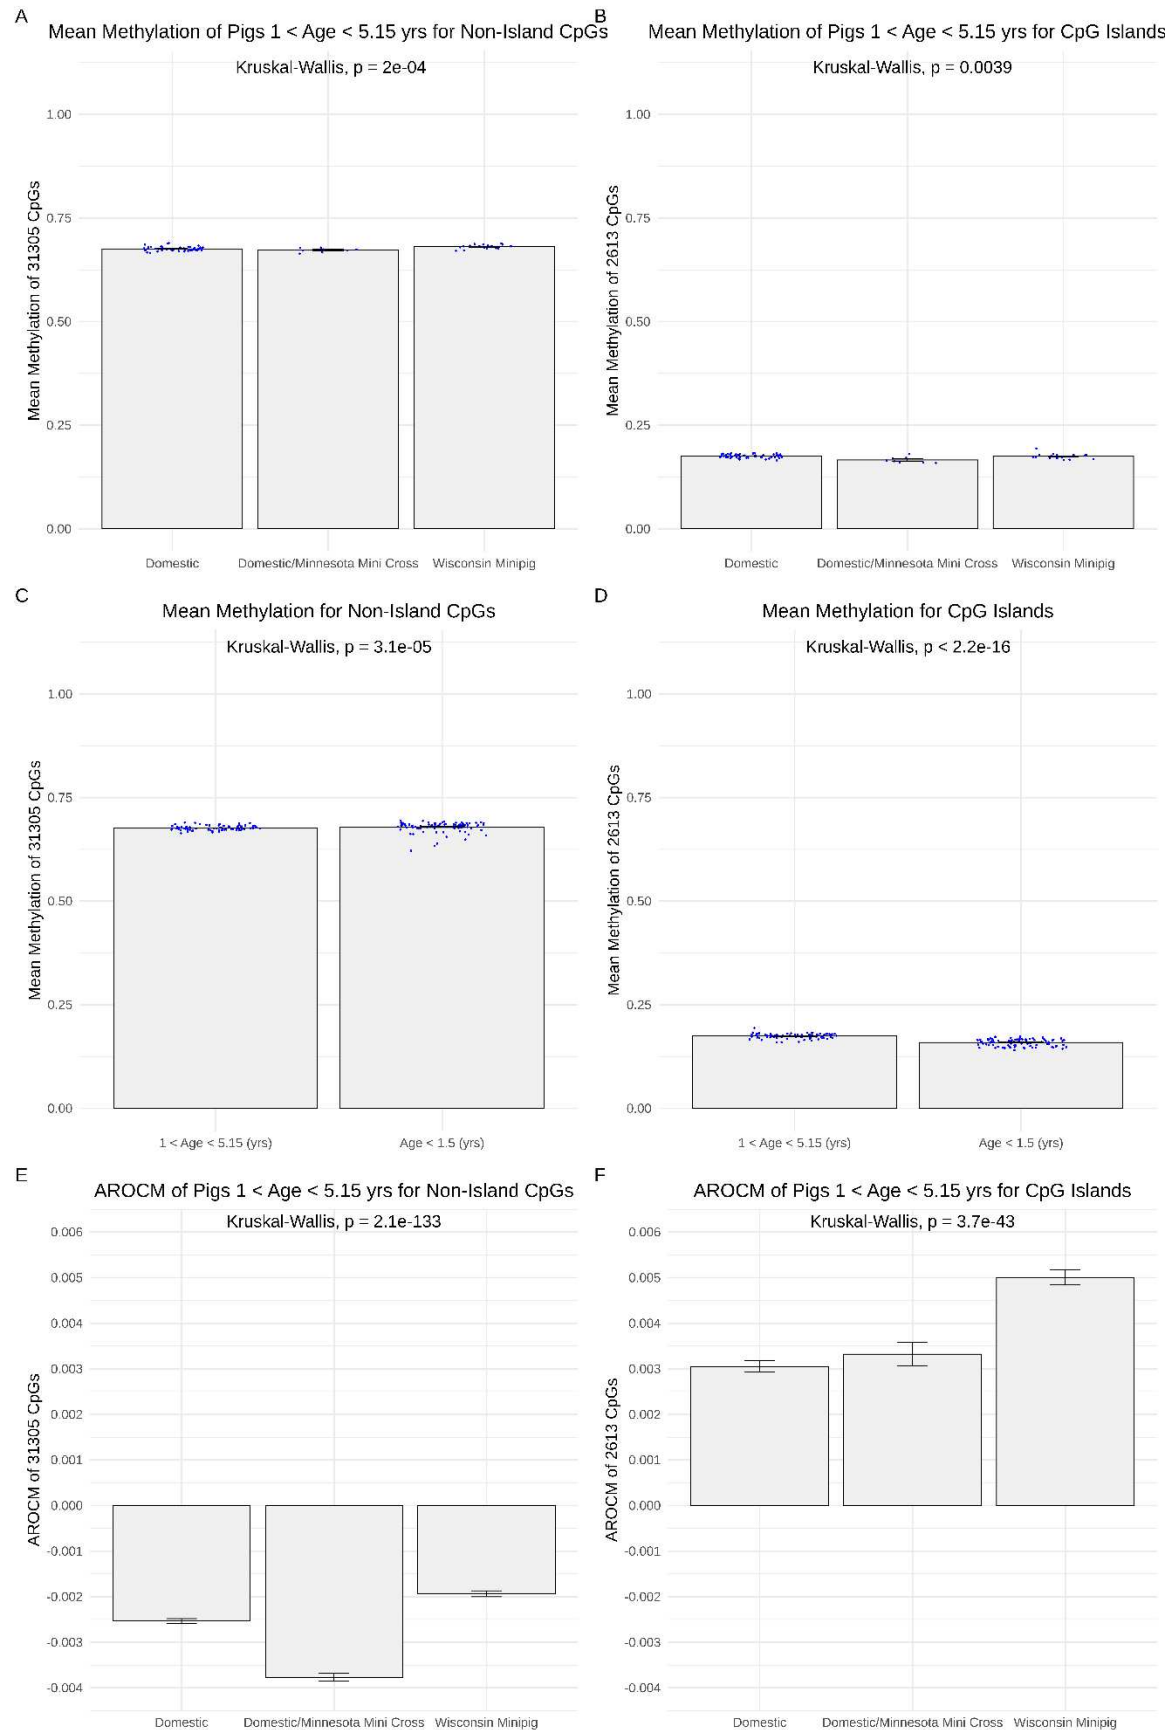 A
Mean Methylation of Pigs 1 < Age < 5.15 yrs for Non-Island CpGs
Kruskal-Wallis, p = 2e-04
Mean Methylation of 31305 CpGs
1.00
0.75
0.50
0.25
0.00
Domestic
Domestic/Minnesota Mini Cross
Wisconsin Minipig
B
Mean Methylation of Pigs 1 < Age < 5.15 yrs for CpG Islands
Kruskal-Wallis, p = 0.0039
Mean Methylation of 2613 CpGs
1.00
0.75
0.50
0.25
0.00
Domestic
Domestic/Minnesota Mini Cross
Wisconsin Minipig
C
Mean Methylation for Non-Island CpGs
Kruskal-Wallis, p = 3.1e-05
Mean Methylation of 31305 CpGs
1.00
0.75
0.50
0.25
0.00
1 < Age < 5.15 (yrs)
Age < 1.5 (yrs)
D
Mean Methylation for CpG Islands
Kruskal-Wallis, p < 2.2e-16
Mean Methylation of 2613 CpGs
1.00
0.75
0.50
0.25
0.00
1 < Age < 5.15 (yrs)
Age < 1.5 (yrs)
E
AROCM of Pigs 1 < Age < 5.15 yrs for Non-Island CpGs
Kruskal-Wallis, p = 2.1e-133
AROCM of 31305 CpGs
0.006
0.005
0.004
0.003
0.002
0.001
0.000
-0.001
-0.002
-0.003
-0.004
Domestic
Domestic/Minnesota Mini Cross
Wisconsin Minipig
F
AROCM of Pigs 1 < Age < 5.15 yrs for CpG Islands
Kruskal-Wallis, p = 3.7e-43
AROCM of 2613 CpGs
0.006
0.005
0.004
0.003
0.002
0.001
0.000
-0.001
-0.002
-0.003
-0.004
Domestic
Domestic/Minnesota Mini Cross
Wisconsin Minipig